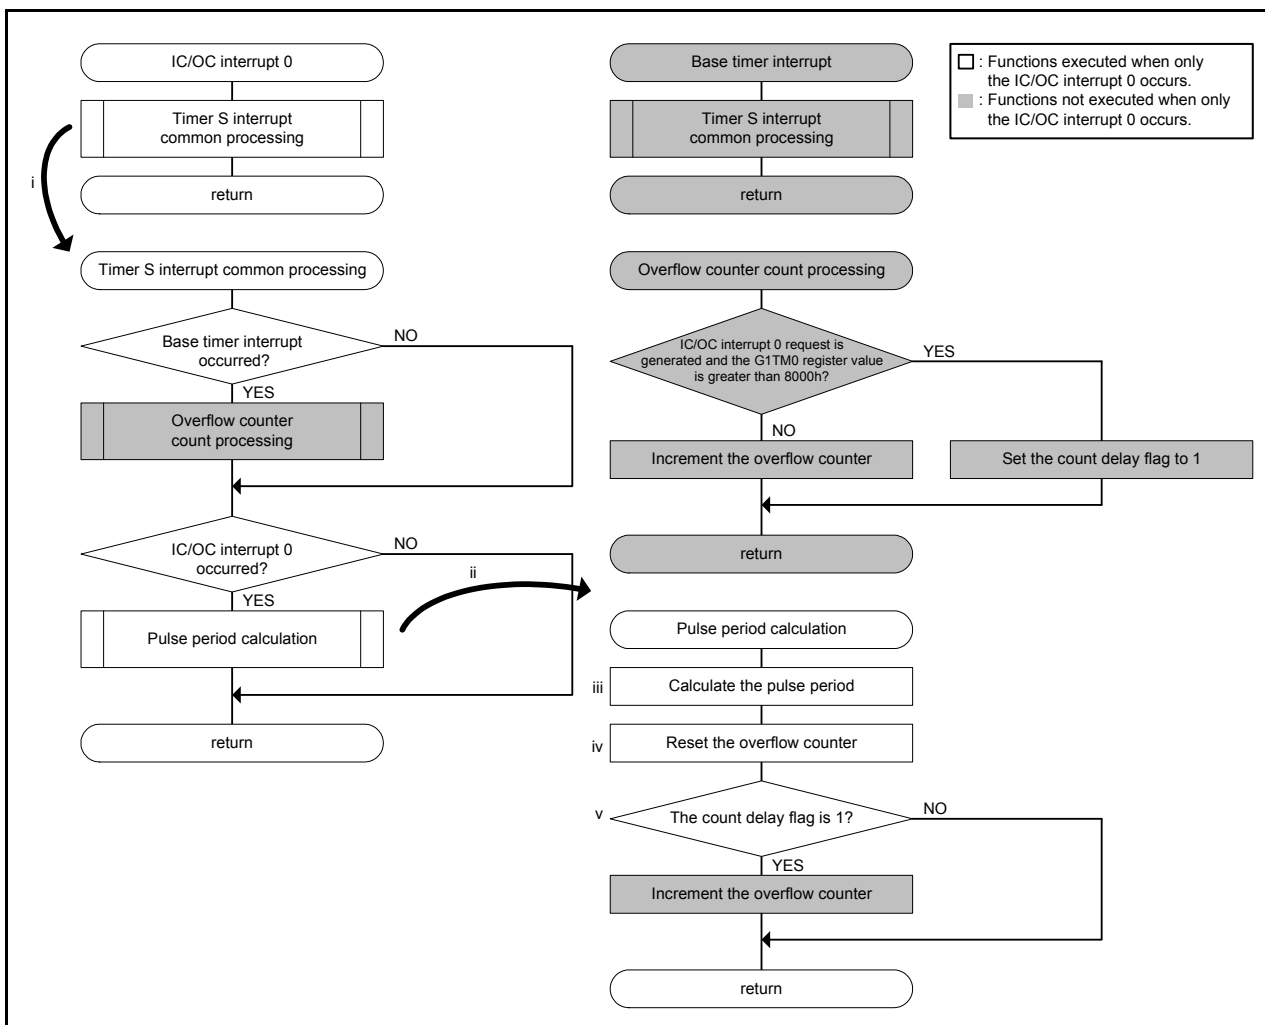 IC/OC interrupt 0
Timer S interrupt
common processing
i
return
Timer S interrupt common processing
Base timer interrupt
occurred?
NO
YES
Overflow counter
count processing
IC/OC interrupt 0
occurred?
NO
YES
ii
Pulse period calculation
return
Base timer interrupt
Timer S interrupt
common processing
return
Overflow counter count processing
IC/OC interrupt 0 request is
generated and the G1TM0 register value
is greater than 8000h?
YES
NO
Increment the overflow counter
Set the count delay flag to 1
return
Pulse period calculation
iii
Calculate the pulse period
iv
Reset the overflow counter
v
The count delay flag is 1?
NO
YES
Increment the overflow counter
return
: Functions executed when only
the IC/OC interrupt 0 occurs.
: Functions not executed when only
the IC/OC interrupt 0 occurs.